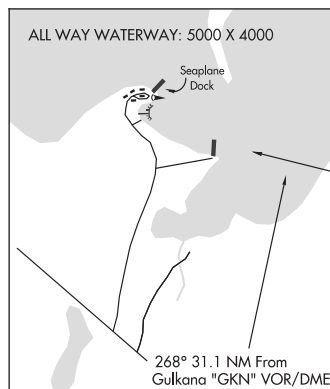 ALL WAY WATERWAY: 5000 X 4000
Seaplane
Dock
268° 31.1 NM From
Gulkana "GKN" VOR/DME